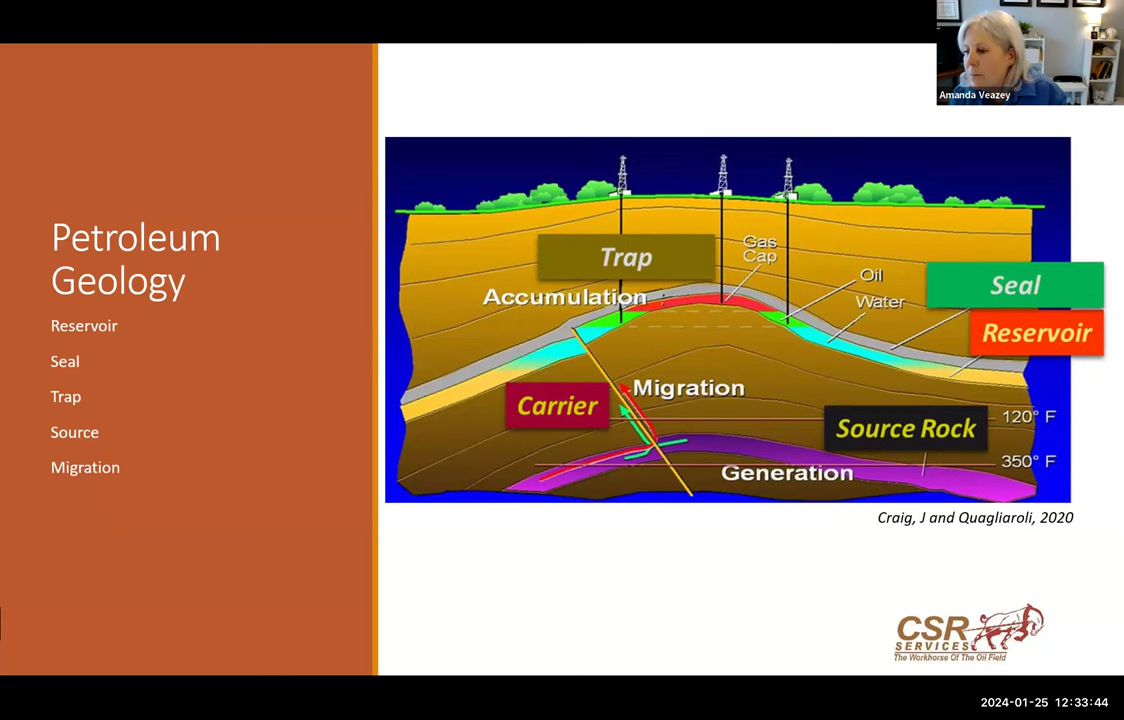 Amanda Veazey
Petroleum
Geology
Reservoir
Seal
Trap
Source
Migration
Trap
Gas
Cap
Oil
Water
Accumulation
Seal
Reservoir
Migration
Carrier
Source Rock
120° F
350° F
Generation
Craig, J and Quagliaroli, 2020
CSR
SERVICES
The Workhorse Of The Oil Field
2024-01-25 12:33:44